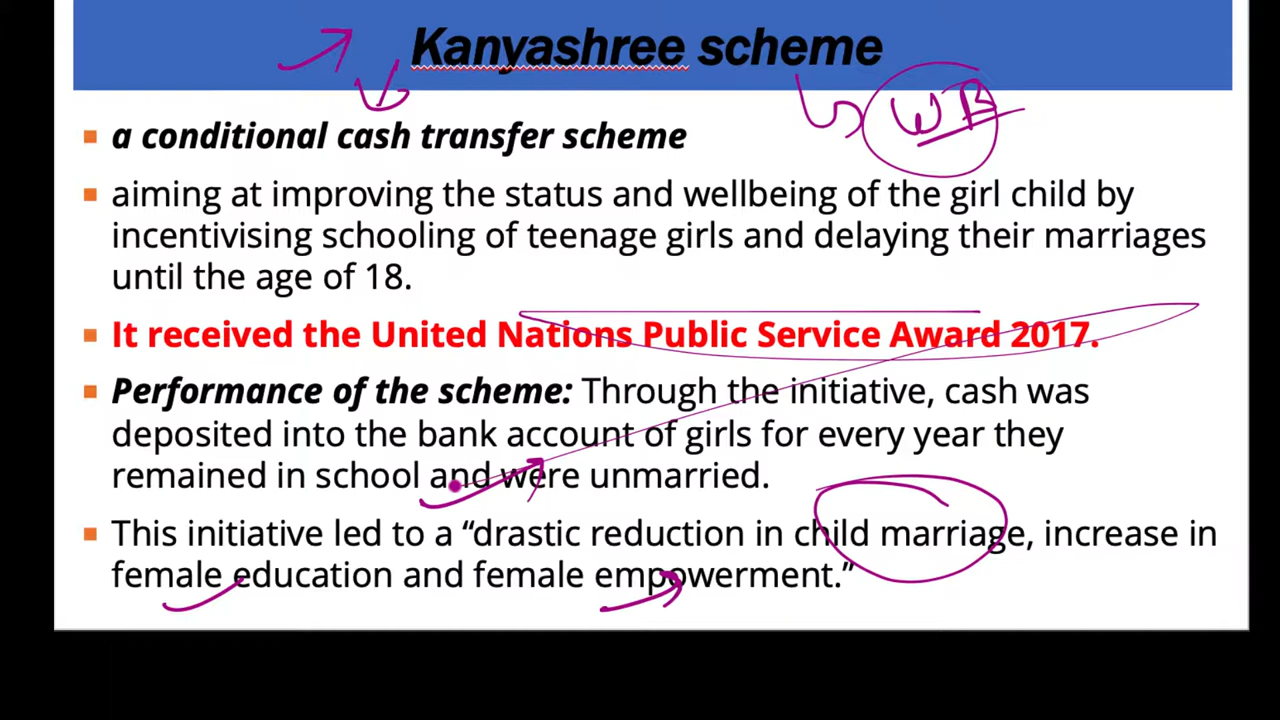 Kanyashree scheme
WB
▪ a conditional cash transfer scheme
▪ aiming at improving the status and wellbeing of the girl child by
incentivising schooling of teenage girls and delaying their marriages
until the age of 18.
▪ It received the United Nations Public Service Award 2017.
▪ Performance of the scheme: Through the initiative, cash was
deposited into the bank account of girls for every year they
remained in school and were unmarried.
▪ This initiative led to a “drastic reduction in child marriage, increase in
female education and female empowerment.”